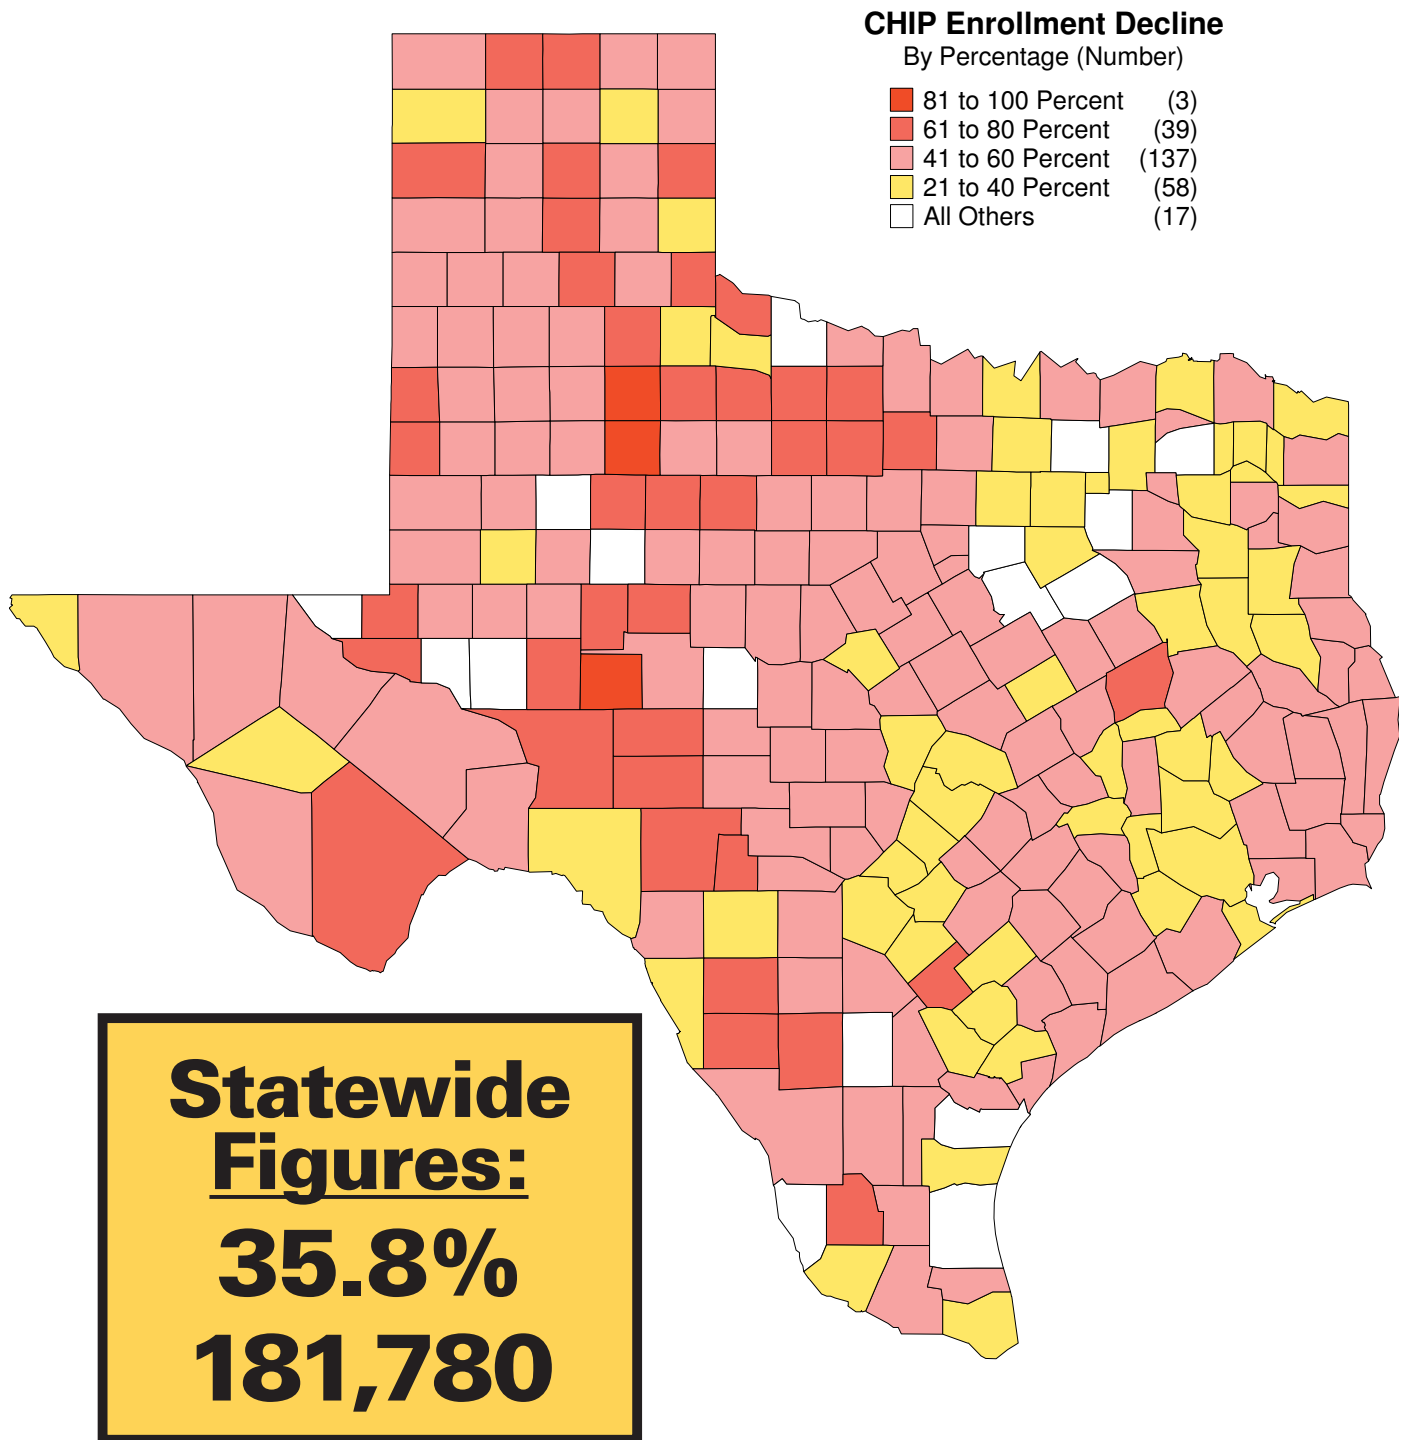 CHIP Enrollment Decline
By Percentage (Number)
81 to 100 Percent (3)
61 to 80 Percent (39)
41 to 60 Percent (137)
21 to 40 Percent (58)
All Others (17)
Statewide
Figures:
35.8%
181,780